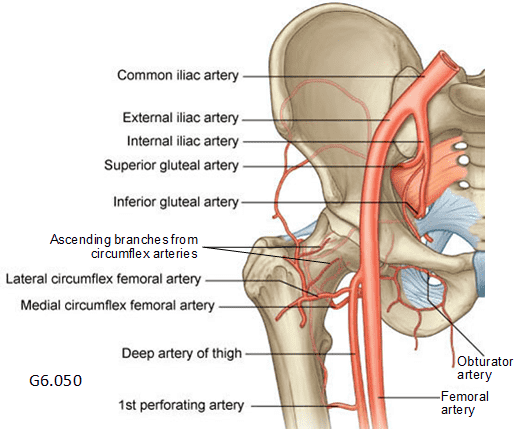 Common iliac artery
External iliac artery
Internal iliac artery
Superior gluteal artery
Inferior gluteal artery
Ascending branches from
circumflex arteries
Lateral circumflex femoral artery
Medial circumflex femoral artery
Deep artery of thigh
Obturator
artery
G6.050
Femoral
artery
1st perforating artery